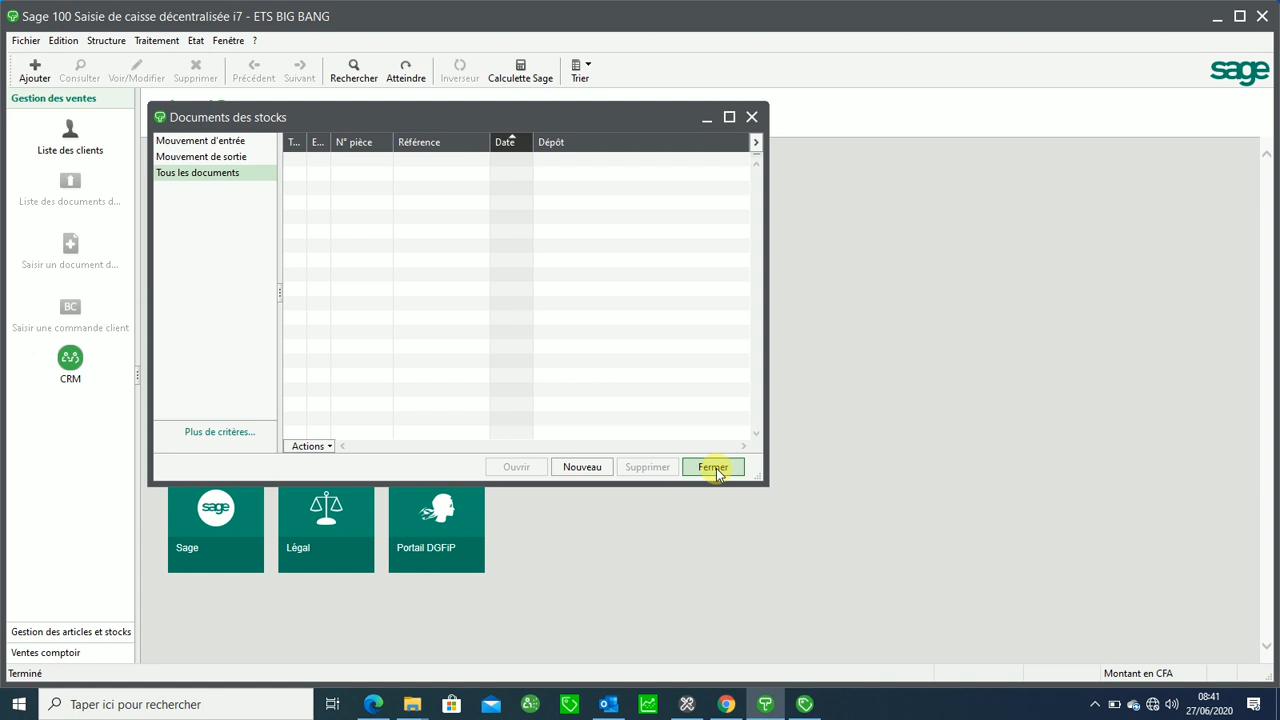 Sage 100 Saisie de caisse décentralisée i7 - ETS BIG BANG
Fichier Edition Structure Traitement Etat Fenêtre ?
Ajouter Consulter Voir/Modifier Supprimer Précédent Suivant Rechercher Atteindre Inverseur Calculette Sage Trier
sage
Gestion des ventes
Liste des clients
Liste des documents d...
Saisir un document d...
BC
Saisir une commande client
CRM
Gestion des articles et stocks
Ventes comptoir
Documents des stocks
Mouvement d'entrée
Mouvement de sortie
Tous les documents
Plus de critères...
T... E... N° pièce Référence Date Dépôt
Actions
Ouvrir Nouveau Supprimer Fermer
sage
Sage Légal Portail DGFiP
Terminé
Montant en CFA
Taper ici pour rechercher
08:41
27/06/2020